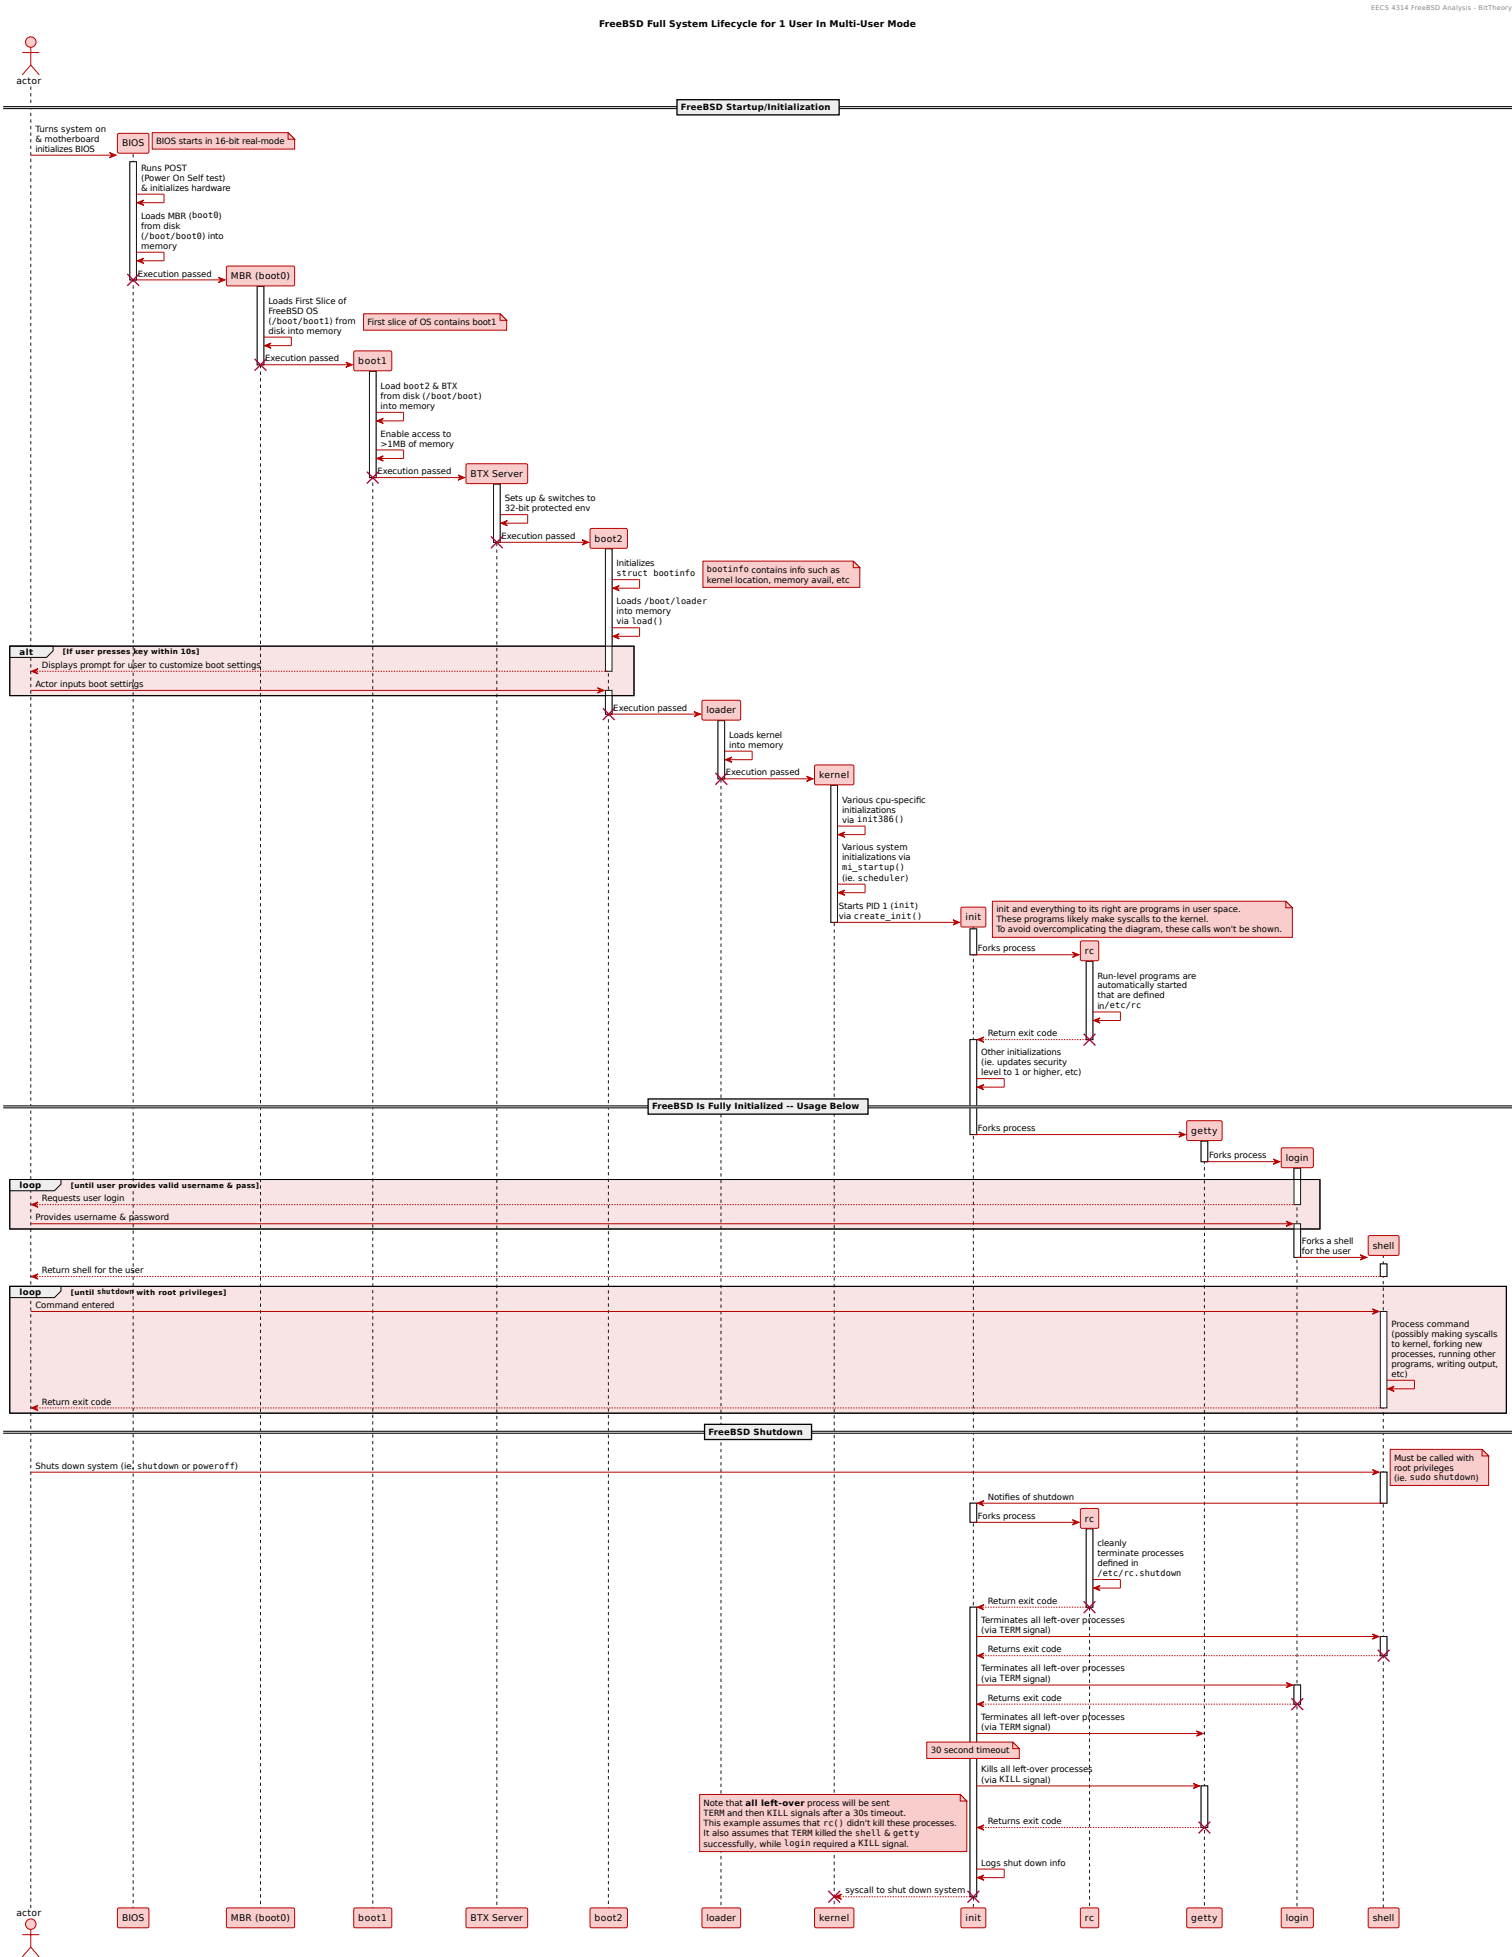 EECS 4314 FreeBSD Analysis - BitTheory
FreeBSD Full System Lifecycle for 1 User In Multi-User Mode
actor
FreeBSD Startup/Initialization
Turns system on
& motherboard
initializes BIOS
BIOS
BIOS starts in 16-bit real-mode
Runs POST
(Power On Self test)
& initializes hardware
Loads MBR (boot0)
from disk
(/boot/boot0) into
memory
Execution passed
MBR (boot0)
Loads First Slice of
FreeBSD OS
(/boot/boot1) from
disk into memory
First slice of OS contains boot1
Execution passed
boot1
Load boot2 & BTX
from disk (/boot/boot)
into memory
Enable access to
>1MB of memory
Execution passed
BTX Server
Sets up & switches to
32-bit protected env
Execution passed
boot2
Initializes
struct bootinfo
bootinfo contains info such as
kernel location, memory avail, etc
Loads /boot/loader
into memory
via load()
alt
[If user presses key within 10s]
Displays prompt for user to customize boot settings
Actor inputs boot settings
Execution passed
loader
Loads kernel
into memory
Execution passed
kernel
Various cpu-specific
initializations
via init386()
Various system
initializations via
mi_startup()
(ie. scheduler)
Starts PID 1 (init)
via create_init()
init
init and everything to its right are programs in user space.
These programs likely make syscalls to the kernel.
To avoid overcomplicating the diagram, these calls won't be shown.
Forks process
rc
Run-level programs are
automatically started
that are defined
in/etc/rc
Return exit code
Other initializations
(ie. updates security
level to 1 or higher, etc)
FreeBSD Is Fully Initialized -- Usage Below
Forks process
getty
Forks process
login
loop
[until user provides valid username & pass]
Requests user login
Provides username & password
Forks a shell
for the user
shell
Return shell for the user
loop
[until shutdown with root privileges]
Command entered
Process command
(possibly making syscalls
to kernel, forking new
processes, running other
programs, writing output,
etc)
Return exit code
FreeBSD Shutdown
Shuts down system (ie. shutdown or poweroff)
Must be called with
root privileges
(ie. sudo shutdown)
Notifies of shutdown
Forks process
rc
cleanly
terminate processes
defined in
/etc/rc.shutdown
Return exit code
Terminates all left-over processes
(via TERM signal)
Returns exit code
Terminates all left-over processes
(via TERM signal)
Returns exit code
Terminates all left-over processes
(via TERM signal)
30 second timeout
Kills all left-over processes
(via KILL signal)
Note that all left-over process will be sent
TERM and then KILL signals after a 30s timeout.
This example assumes that rc() didn't kill these processes.
It also assumes that TERM killed the shell & getty
successfully, while login required a KILL signal.
Returns exit code
Logs shut down info
syscall to shut down system
actor
BIOS
MBR (boot0)
boot1
BTX Server
boot2
loader
kernel
init
rc
getty
login
shell